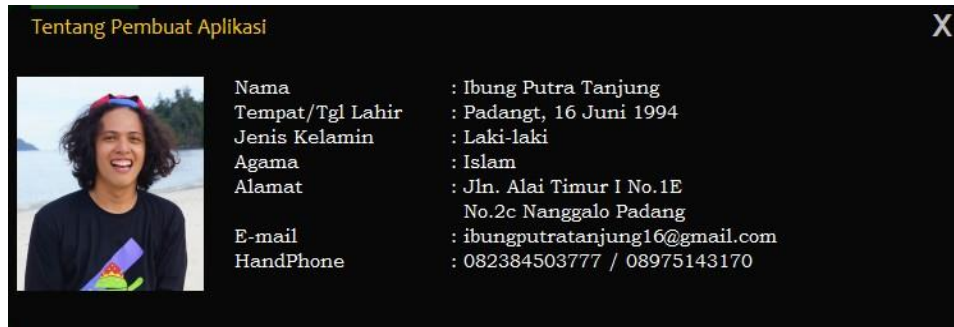 Tentang Pembuat Aplikasi X
Nama : Ibung Putra Tanjung
Tempat/Tgl Lahir : Padangt, 16 Juni 1994
Jenis Kelamin : Laki-laki
Agama : Islam
Alamat : Jln. Alai Timur I No.1E
No.2c Nanggalo Padang
E-mail : ibungputratanjung16@gmail.com
HandPhone : 082384503777 / 08975143170